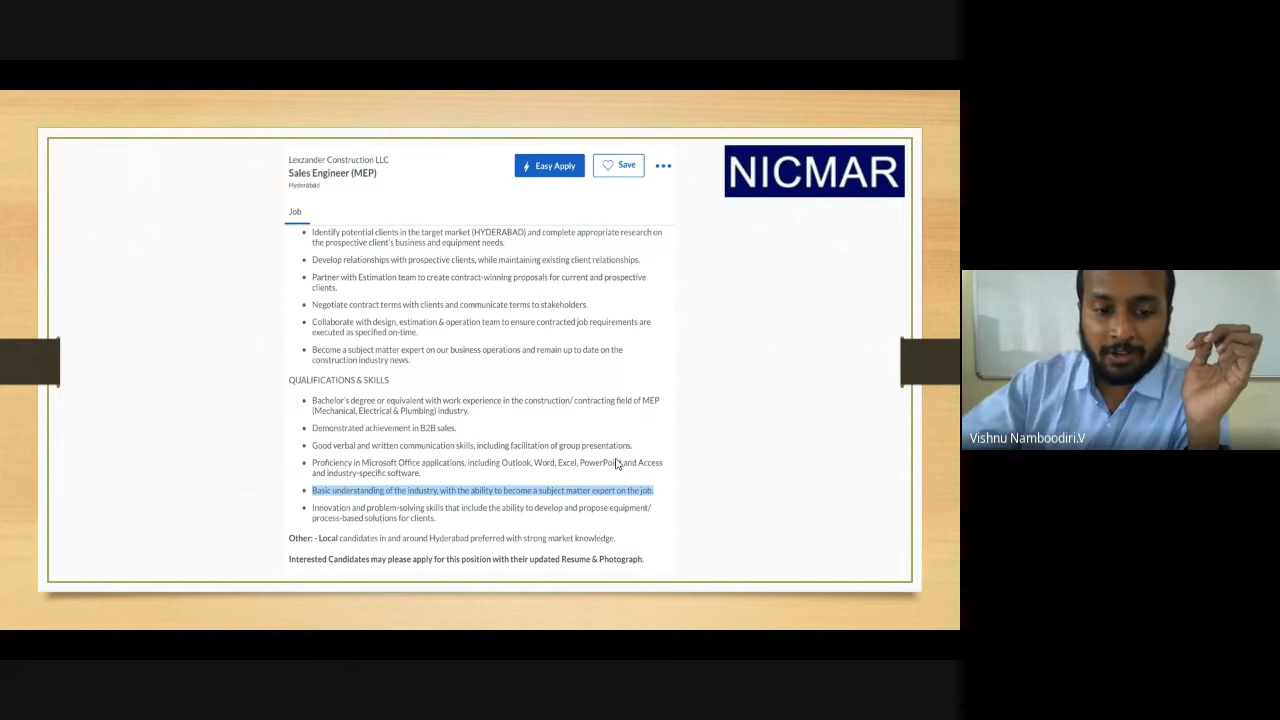 Lexzander Construction LLC
Sales Engineer (MEP)
Hyderābād
Easy Apply
Save
NICMAR
Job
Identify potential clients in the target market (HYDERABAD) and complete appropriate research on
the prospective client's business and equipment needs.
Develop relationships with prospective clients, while maintaining existing client relationships.
Partner with Estimation team to create contract-winning proposals for current and prospective
clients.
Negotiate contract terms with clients and communicate terms to stakeholders.
Collaborate with design, estimation & operation team to ensure contracted job requirements are
executed as specified on-time.
Become a subject matter expert on our business operations and remain up to date on the
construction industry news.
QUALIFICATIONS & SKILLS
Bachelor's degree or equivalent with work experience in the construction/ contracting field of MEP
(Mechanical, Electrical & Plumbing) industry.
Demonstrated achievement in B2B sales.
Good verbal and written communication skills, including facilitation of group presentations.
Proficiency in Microsoft Office applications, including Outlook, Word, Excel, PowerPoint and Access
and industry-specific software.
Basic understanding of the industry, with the ability to become a subject matter expert on the job.
Innovation and problem-solving skills that include the ability to develop and propose equipment/
process-based solutions for clients.
Other: - Local candidates in and around Hyderabad preferred with strong market knowledge.
Interested Candidates may please apply for this position with their updated Resume & Photograph.
Vishnu Namboodiri.V